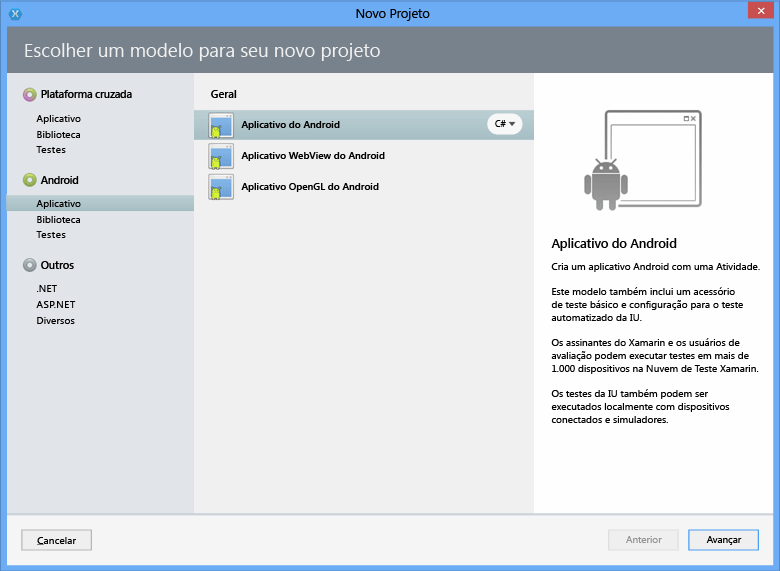 Novo Projeto
Escolher um modelo para seu novo projeto
Plataforma cruzada
Aplicativo
Biblioteca
Testes
Android
Aplicativo
Biblioteca
Testes
Outros
.NET
ASP.NET
Diversos
Geral
Aplicativo do Android
C#
Aplicativo WebView do Android
Aplicativo OpenGL do Android
Aplicativo do Android
Cria um aplicativo Android com uma Atividade.
Este modelo também inclui um acessório
de teste básico e configuração para o teste
automatizado da IU.
Os assinantes do Xamarin e os usuários de
avaliação podem executar testes em mais de
1.000 dispositivos na Nuvem de Teste Xamarin.
Os testes da IU também podem ser
executados localmente com dispositivos
conectados e simuladores.
Cancelar
Anterior
Avançar